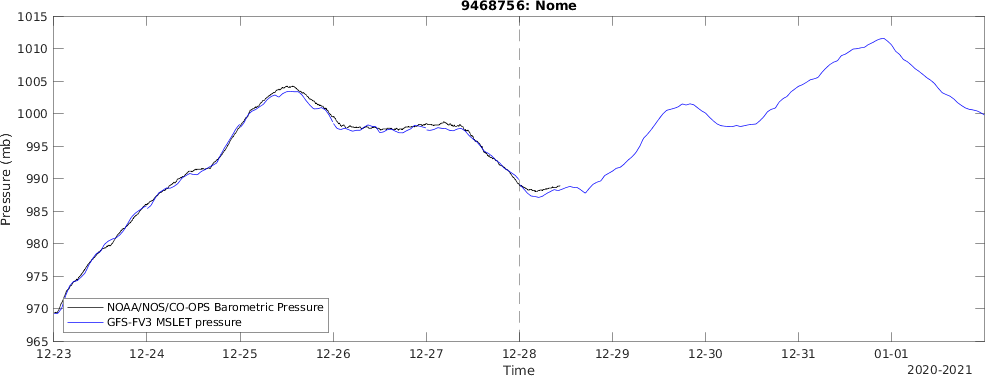 9468756: Nome
1015
1010
1005
1000
995
990
985
980
975
970
965
Pressure (mb)
NOAA/NOS/CO-OPS Barometric Pressure
GFS-FV3 MSLET pressure
12-23 12-24 12-25 12-26 12-27 12-28 12-29 12-30 12-31 01-01
Time
2020-2021